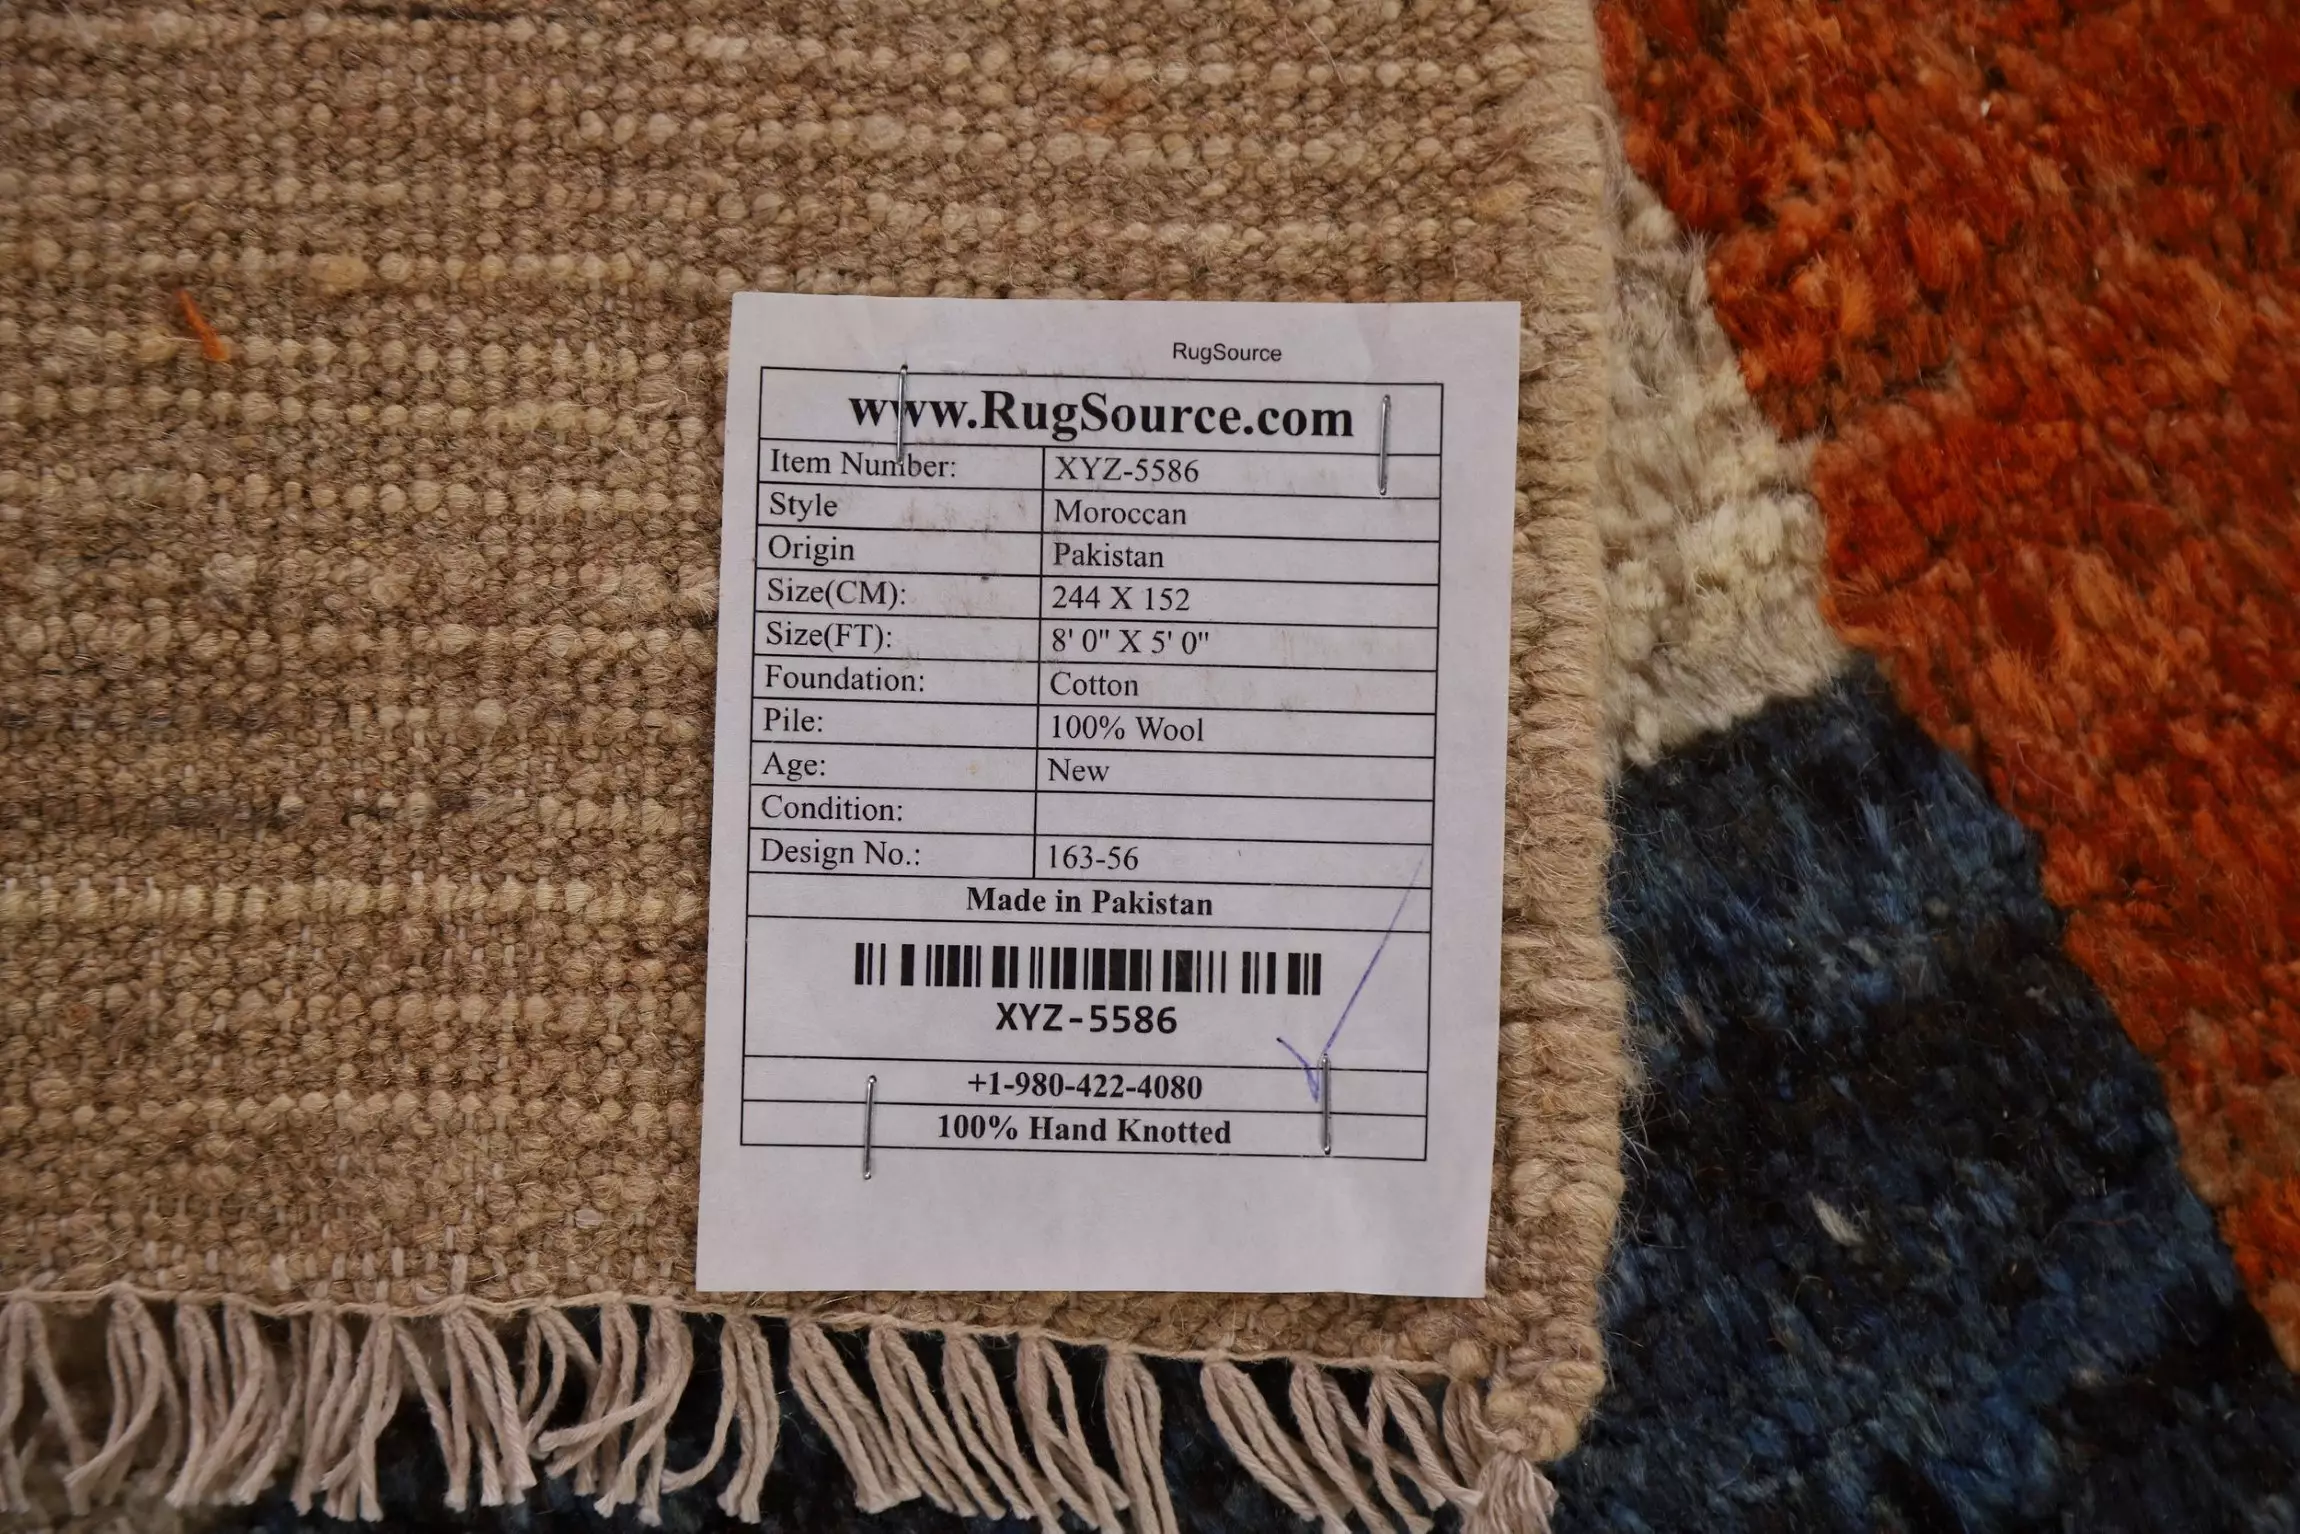 RugSource
www.RugSource.com
Item Number: XYZ-5586
Style Moroccan
Origin Pakistan
Size(CM): 244 X 152
Size(FT): 8' 0" X 5' 0"
Foundation: Cotton
Pile: 100% Wool
Age: New
Condition:
Design No.: 163-56
Made in Pakistan
XYZ-5586
+1-980-422-4080
100% Hand Knotted